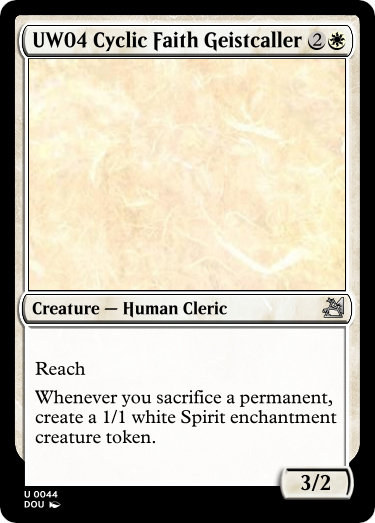 UW04 Cyclic Faith Geistcaller 2
Creature — Human Cleric
Reach
Whenever you sacrifice a permanent,
create a 1/1 white Spirit enchantment
creature token.
3/2
U 0044
DOU